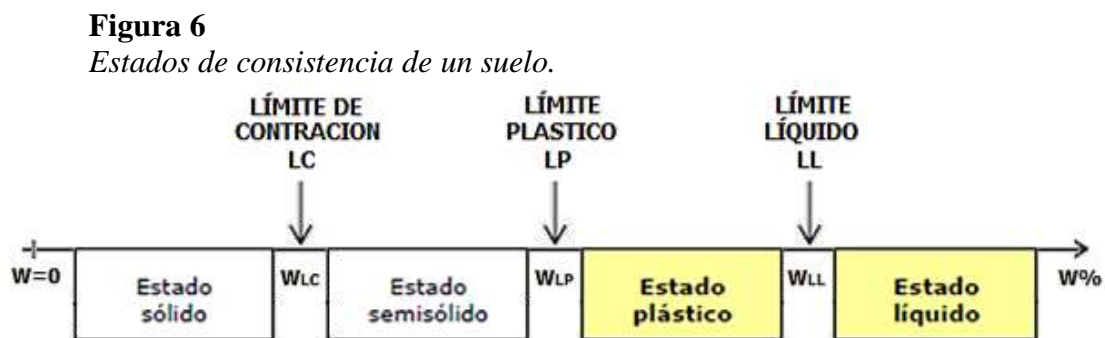 Figura 6
Estados de consistencia de un suelo.
LÍMITE DE
CONTRACION
LC
LÍMITE
PLASTICO
LP
LÍMITE
LÍQUIDO
LL
W=0
Estado
sólido
WLC
Estado
semisólido
WLP
Estado
plástico
WLL
Estado
líquido
W%